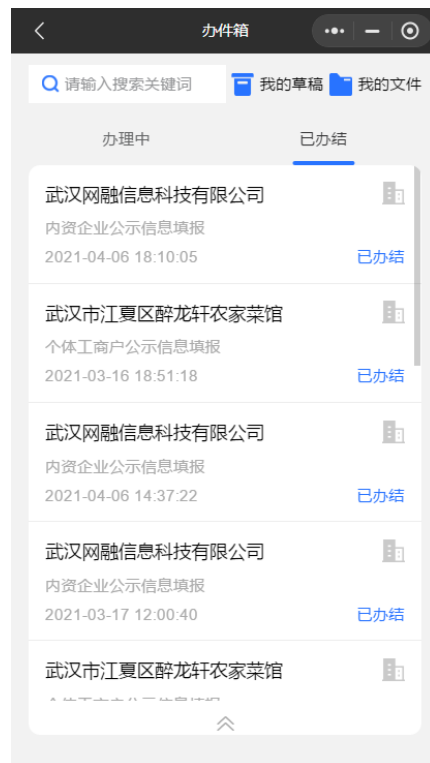 办件箱
请输入搜索关键词 我的草稿 我的文件
办理中 已办结
武汉网融信息科技有限公司
内资企业公示信息填报
2021-04-06 18:10:05 已办结
武汉市江夏区醉龙轩农家菜馆
个体工商户公示信息填报
2021-03-16 18:51:18 已办结
武汉网融信息科技有限公司
内资企业公示信息填报
2021-04-06 14:37:22 已办结
武汉网融信息科技有限公司
内资企业公示信息填报
2021-03-17 12:00:40 已办结
武汉市江夏区醉龙轩农家菜馆